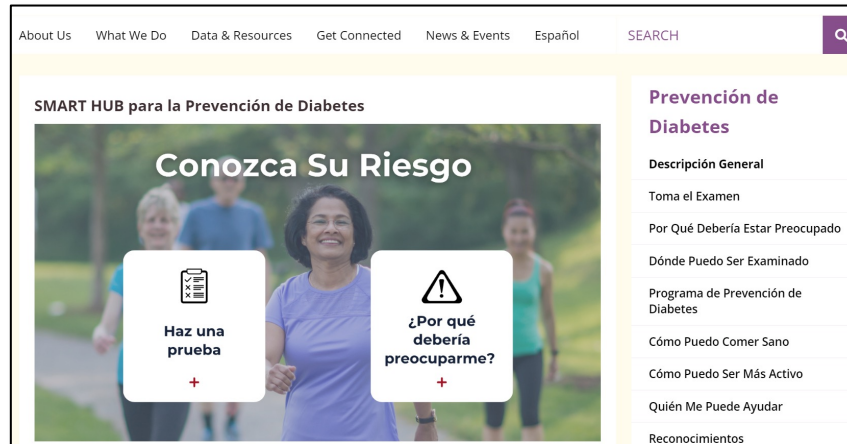 About Us What We Do Data & Resources Get Connected News & Events Español SEARCH
SMART HUB para la Prevención de Diabetes
Conozca Su Riesgo
Haz una
prueba
+
¿Por qué
debería
preocuparme?
+
Prevención de
Diabetes
Descripción General
Toma el Examen
Por Qué Debería Estar Preocupado
Dónde Puedo Ser Examinado
Programa de Prevención de
Diabetes
Cómo Puedo Comer Sano
Cómo Puedo Ser Más Activo
Quién Me Puede Ayudar
Reconocimientos